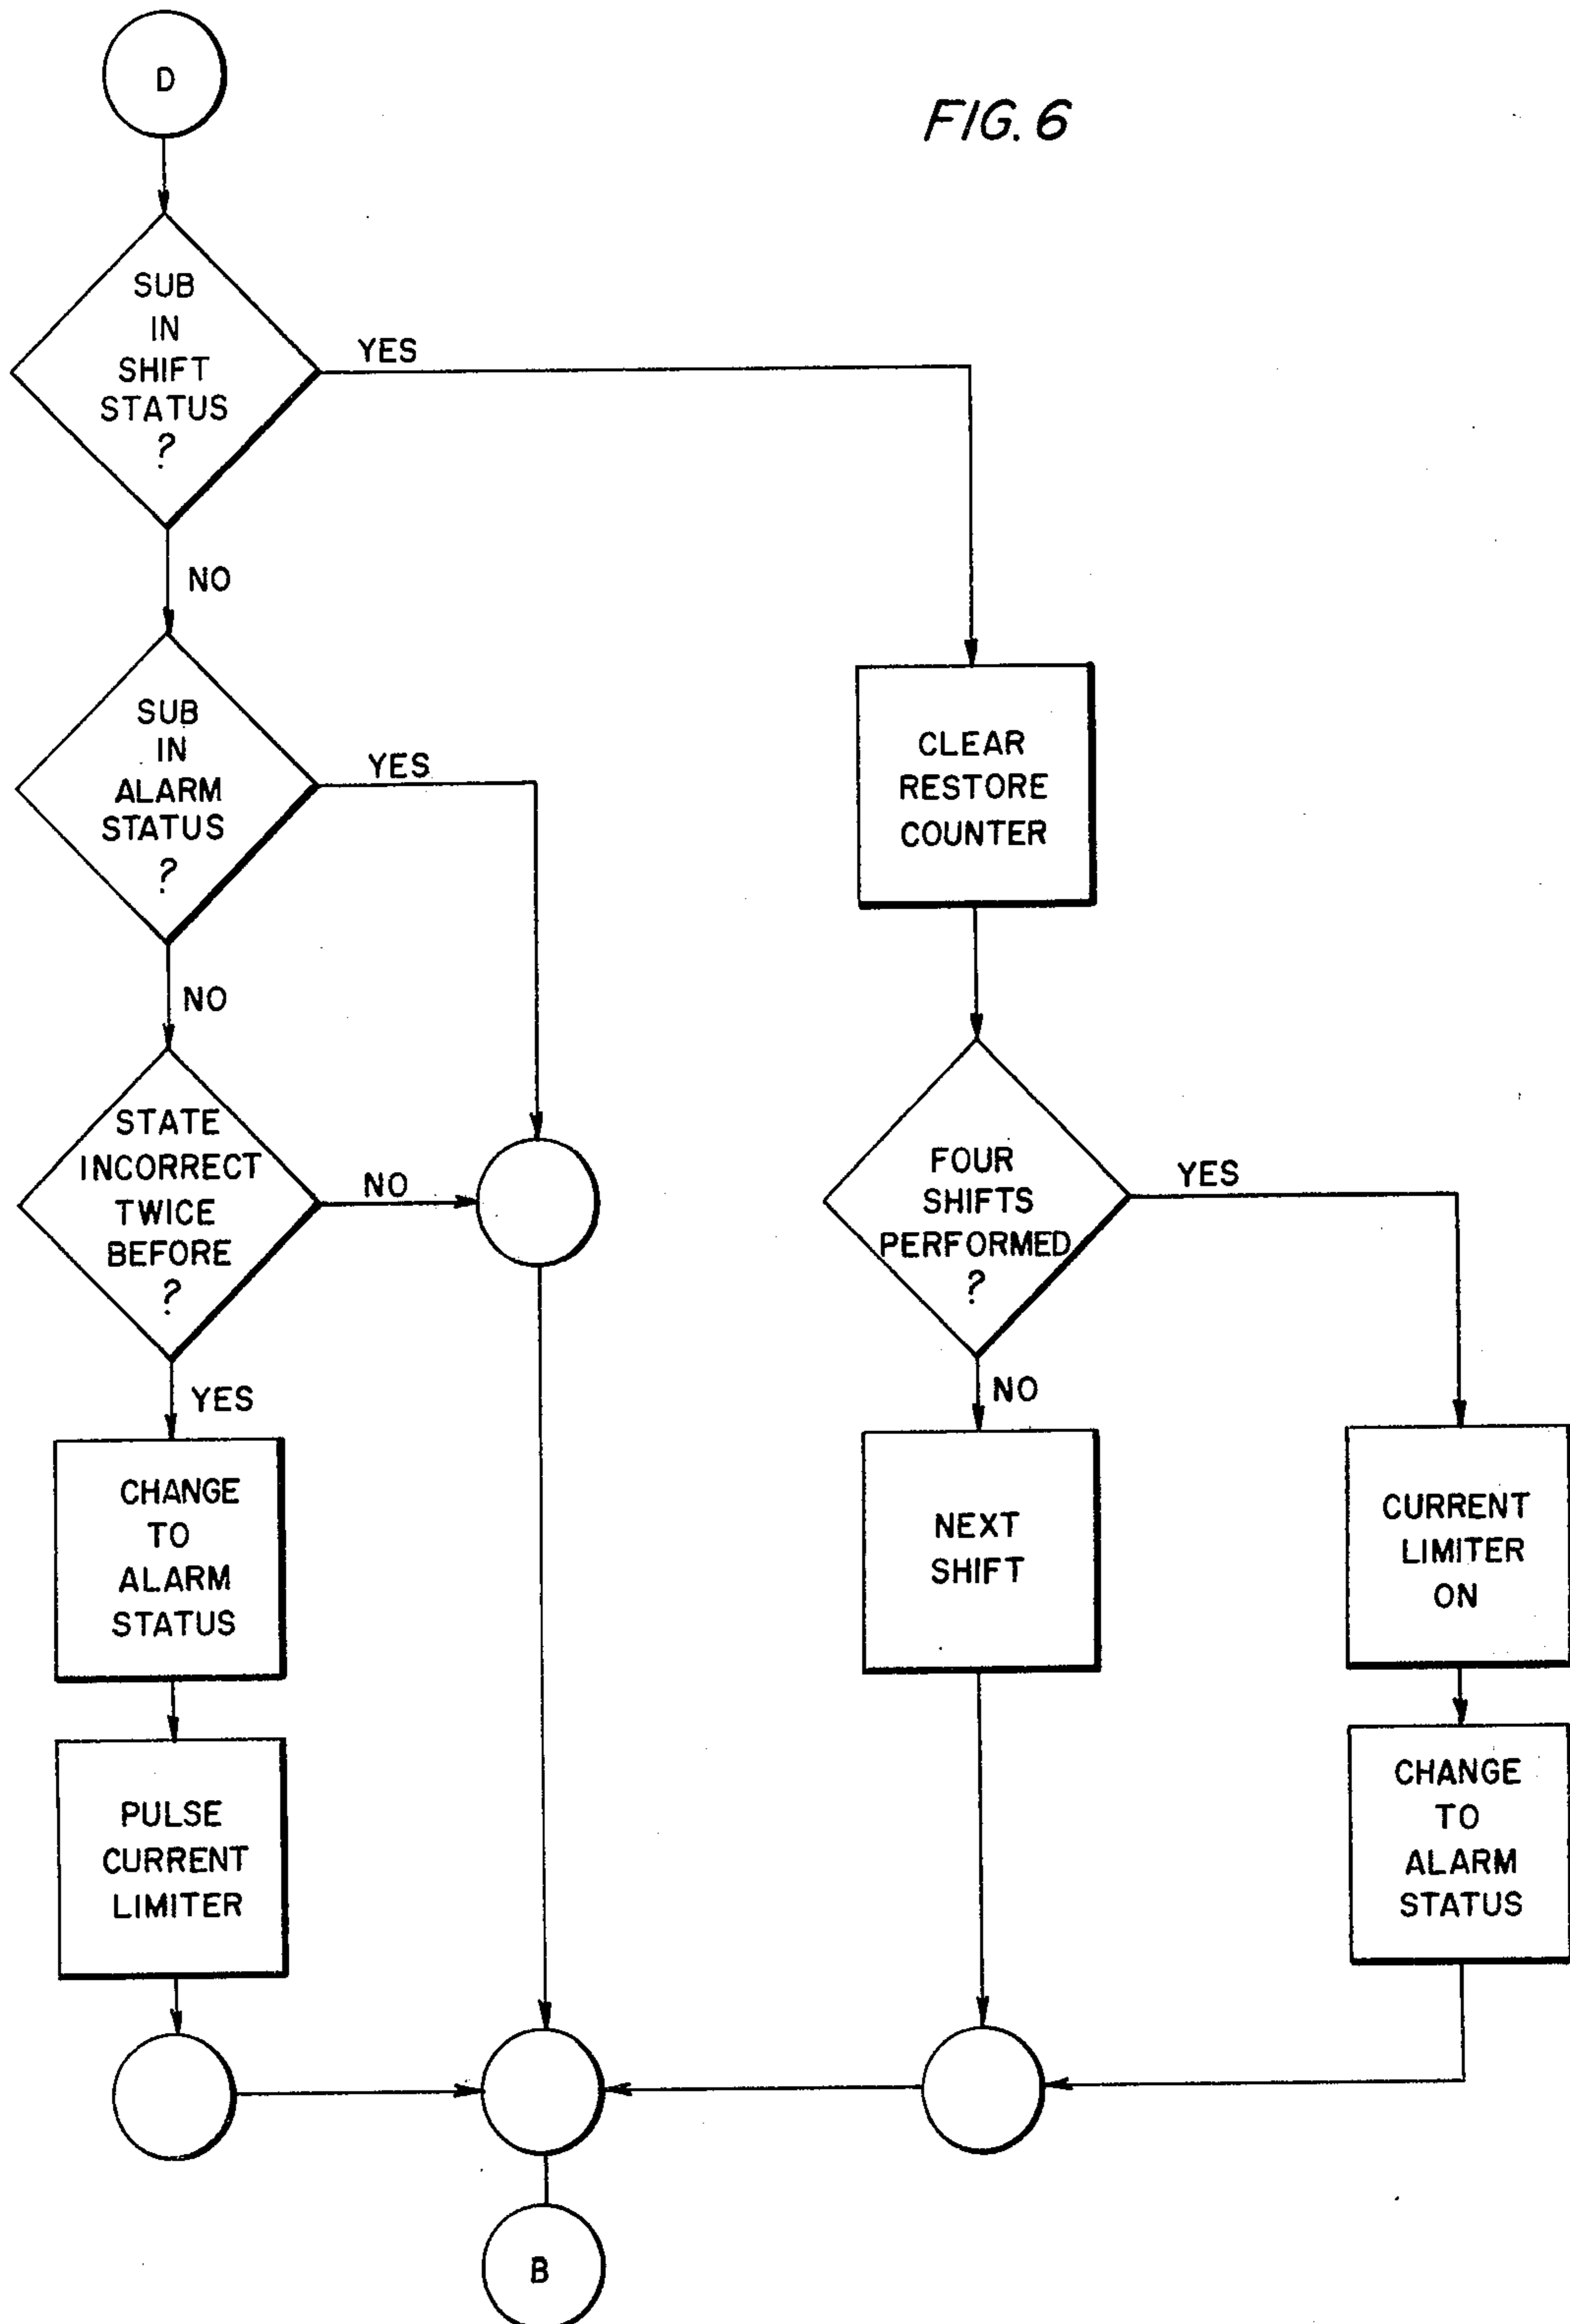 D
FIG. 6
SUB
IN
SHIFT
STATUS
?
YES
NO
SUB
IN
ALARM
STATUS
?
YES
NO
CLEAR
RESTORE
COUNTER
STATE
INCORRECT
TWICE
BEFORE
?
NO
YES
FOUR
SHIFTS
PERFORMED
?
YES
NO
CHANGE
TO
ALARM
STATUS
NEXT
SHIFT
CURRENT
LIMITER
ON
PULSE
CURRENT
LIMITER
CHANGE
TO
ALARM
STATUS
B